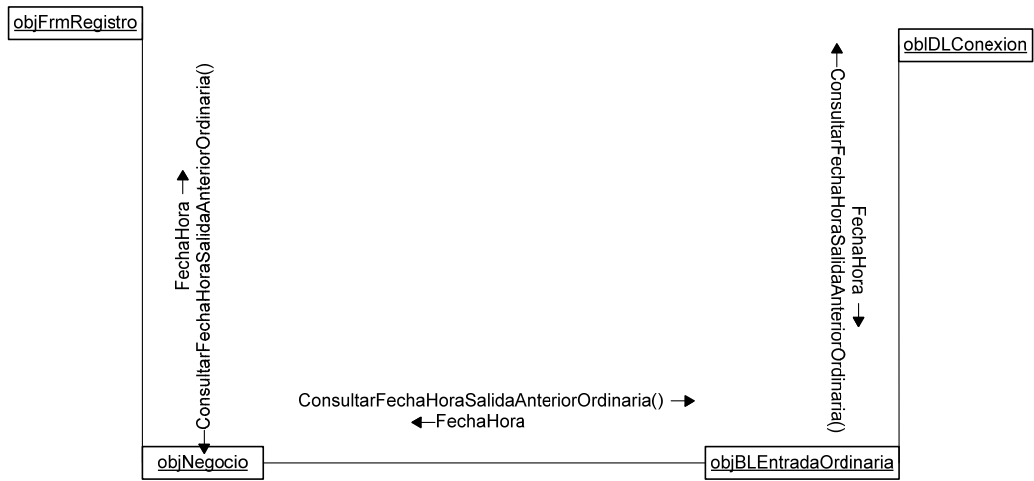 objFrmRegistro
oblDLConexion
FechaHora
ConsultarFechaHoraSalidaAnteriorOrdinaria()
ConsultarFechaHoraSalidaAnteriorOrdinaria()
FechaHora
ConsultarFechaHoraSalidaAnteriorOrdinaria()
FechaHora
objNegocio
objBLEntradaOrdinaria